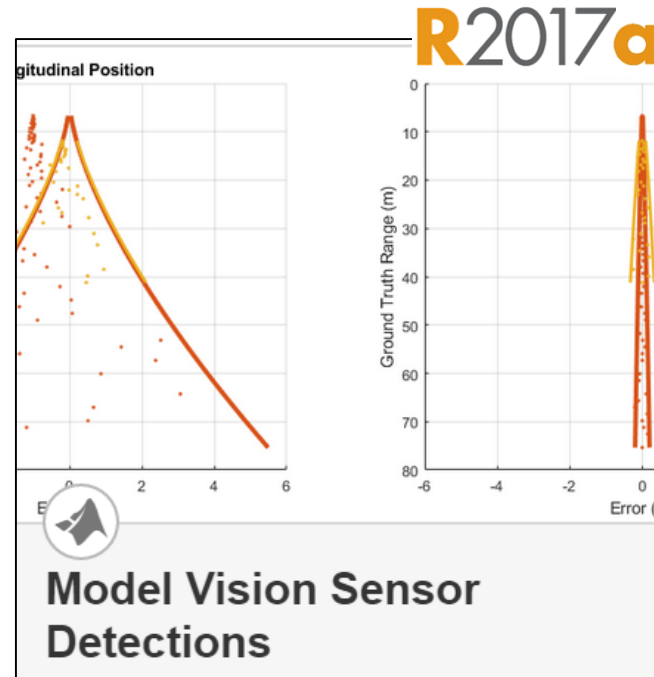 R2017a
gitudinal Position
0
10
20
30
40
50
60
70
80
Ground Truth Range (m)
0 2 4 6
-6 -4 -2 0
E
Error (
Model Vision Sensor
Detections